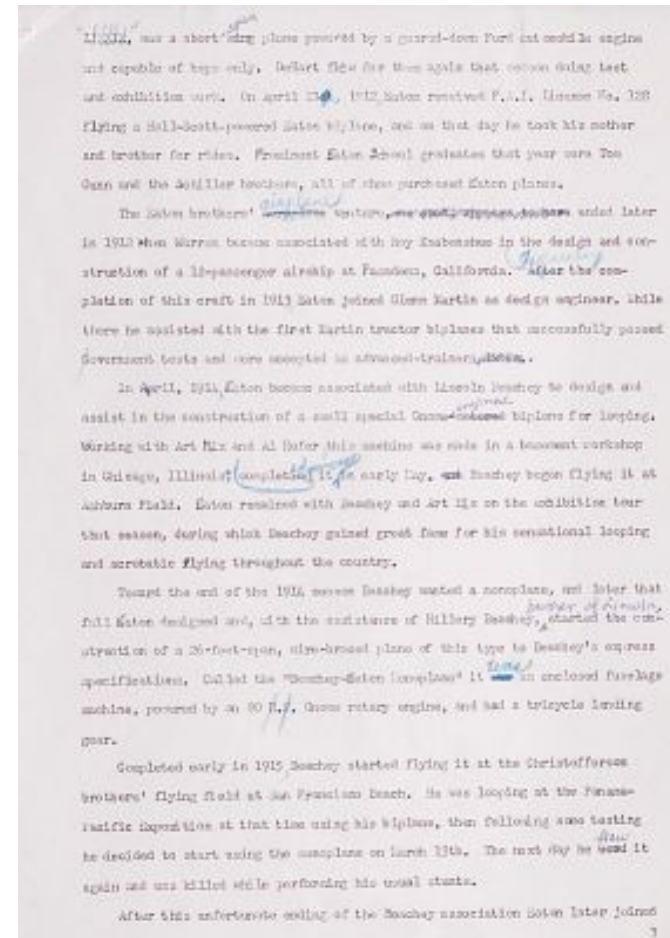 was a short wing plane powered by a geared-down Ford automobile engine
and capable of hops only. DeHart flew for them again that season doing test
and exhibition work. On April 1912 Eaton received F.A.I. License No. 128
flying a Hall-Scott-powered Eaton biplane, and on that day he took his mother
and brother for rides. Prominent Eaton School graduates that year were Tom
Gunn and the Schiller brothers, all of whom purchased Eaton planes.
The Eaton brothers' airplane venture, ended later
in 1912 when Warren became associated with Roy Knabenshue in the design and con-
struction of a 12-passenger airship at Pasadena, California. After the com-
pletion of this craft in 1913 Eaton joined Glenn Martin as design engineer. While
there he assisted with the first Martin tractor biplanes that successfully passed
Government tests and were accepted as advanced-trainers.
In April, 1914, Eaton became associated with Lincoln Beachey to design and
assist in the construction of a small special Gnome- biplane for looping.
Working with Art Mix and Al Hofer this machine was made in a basement workshop
in Chicago, Illinois; it in early May. Beachey began flying it at
Ashburn Field. Eaton remained with Beachey and Art Mix on the exhibition tour
that season, during which Beachey gained great fame for his sensational looping
and acrobatic flying throughout the country.
Toward the end of the 1914 season Beachey wanted a monoplane, and later that
brother of Lincoln,
fall Eaton designed and, with the assistance of Hillery Beachey, started the con-
struction of a 26-foot-span, wire-braced plane of this type to Beachey's express
specifications. Called the "Beachey-Eaton Monoplane" it was an enclosed fuselage
machine, powered by an 80 h.p. Gnome rotary engine, and had a tricycle landing
gear.
Completed early in 1915, Beachey started flying it at the Christofferson
brothers' flying field at San Francisco Beach. He was looping at the Panama-
Pacific Exposition at that time using his biplane, then following some testing
he decided to start using the monoplane on March 13th. The next day he flew it
again and was killed while performing his usual stunts.
After this unfortunate ending of the Beachey association Eaton later joined
3